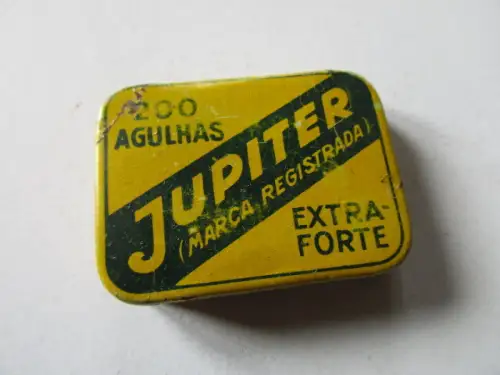 200
AGULHAS
JUPITER
(MARCA REGISTRADA)
EXTRA-
FORTE